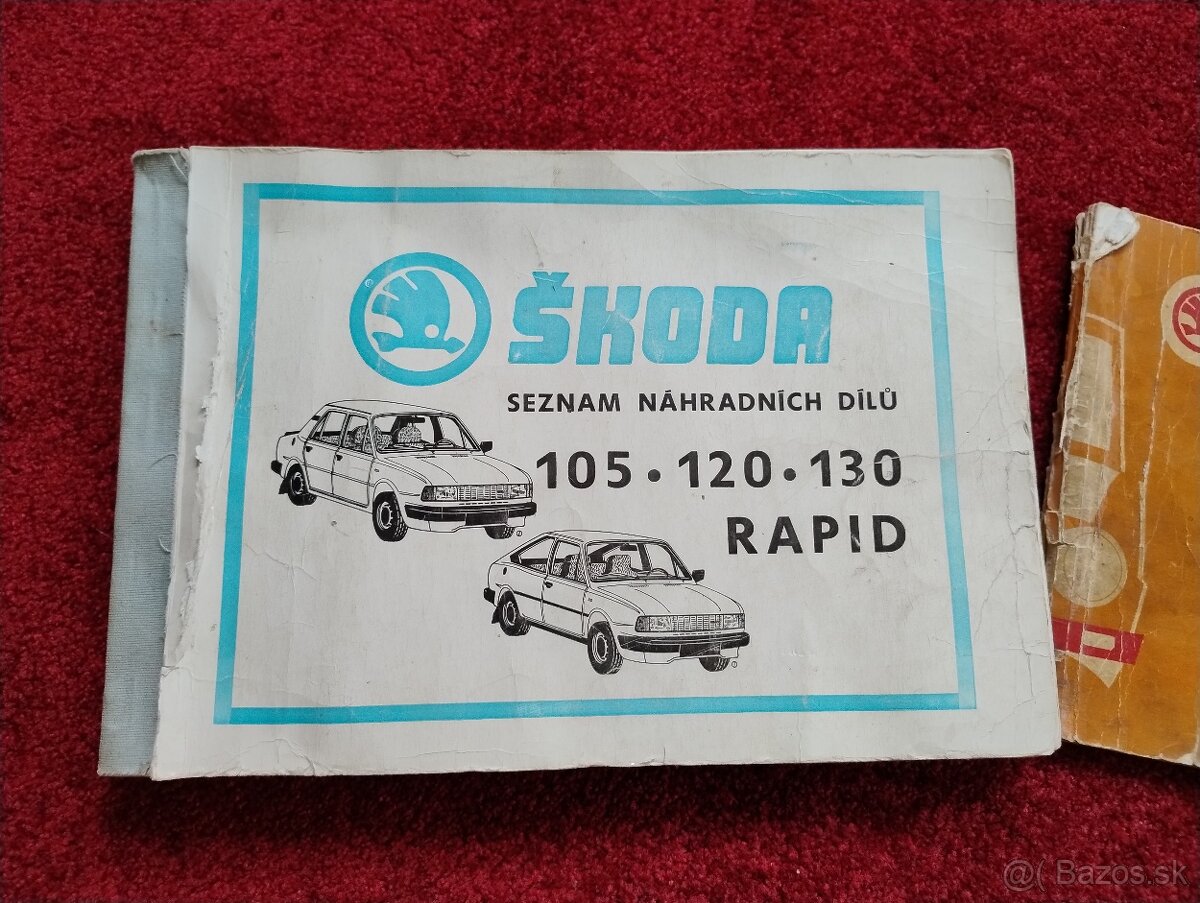 ŠKODA
SEZNAM NÁHRADNÍCH DÍLŮ
105 • 120 • 130
RAPID
@( Bazos.sk